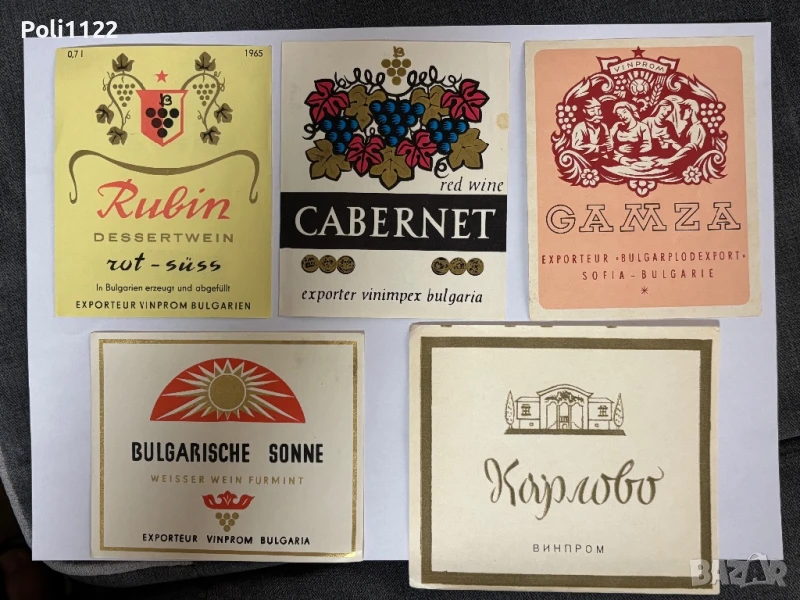 Poli1122
0,7 l 1965
Rubin
DESSERTWEIN
rot - süss
In Bulgarien erzeugt und abgefüllt
EXPORTEUR VINPROM BULGARIEN
red wine
CABERNET
exporter vinimpex bulgaria
VINPROM
GAMZA
EXPORTEUR • BULGARPLODEXPORT •
SOFIA - BULGARIE
*
BULGARISCHE SONNE
WEISSER WEIN FURMINT
EXPORTEUR VINPROM BULGARIA
Карлово
ВИНПРОМ
BAZAR